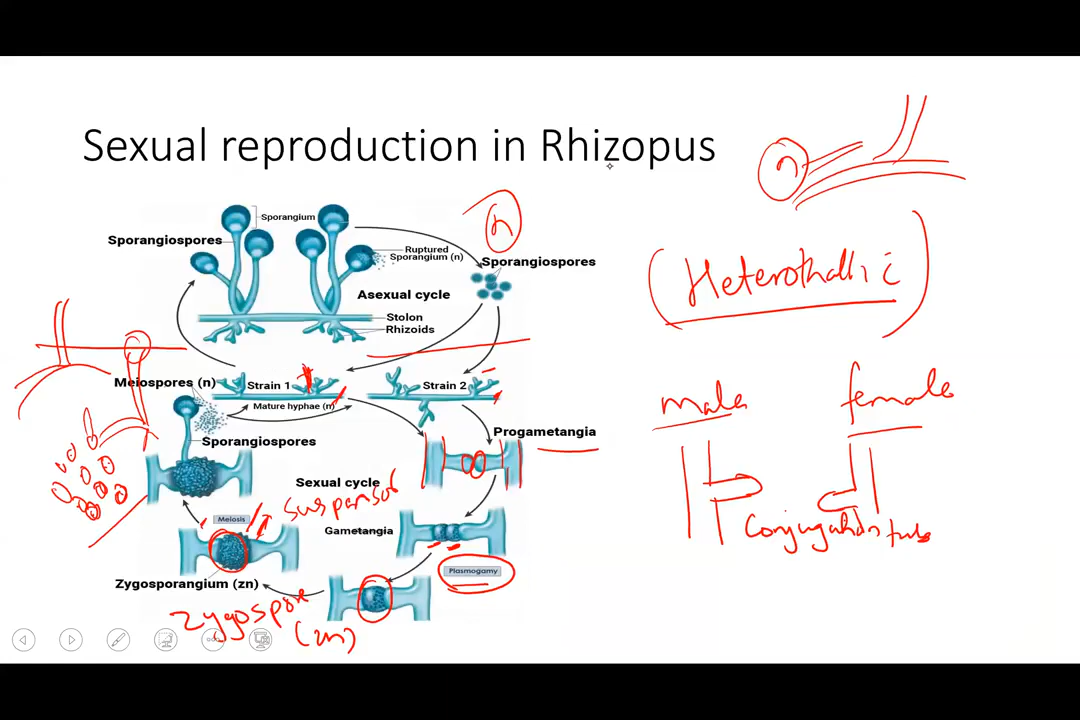 Sexual reproduction in Rhizopus
n
n
Sporangium
Sporangiospores
Ruptured
Sporangium (n)
Sporangiospores
Asexual cycle
Stolon
Rhizoids
(Heterothallic)
Strain 1
Strain 2
Meiospores (n)
Mature hyphae (n)
male
female
Progametangia
Sporangiospores
Sexual cycle
suspensor
Meiosis
Gametangia
Conjugation tube
Plasmogamy
Zygosporangium (zn)
Zygospore
(2n)